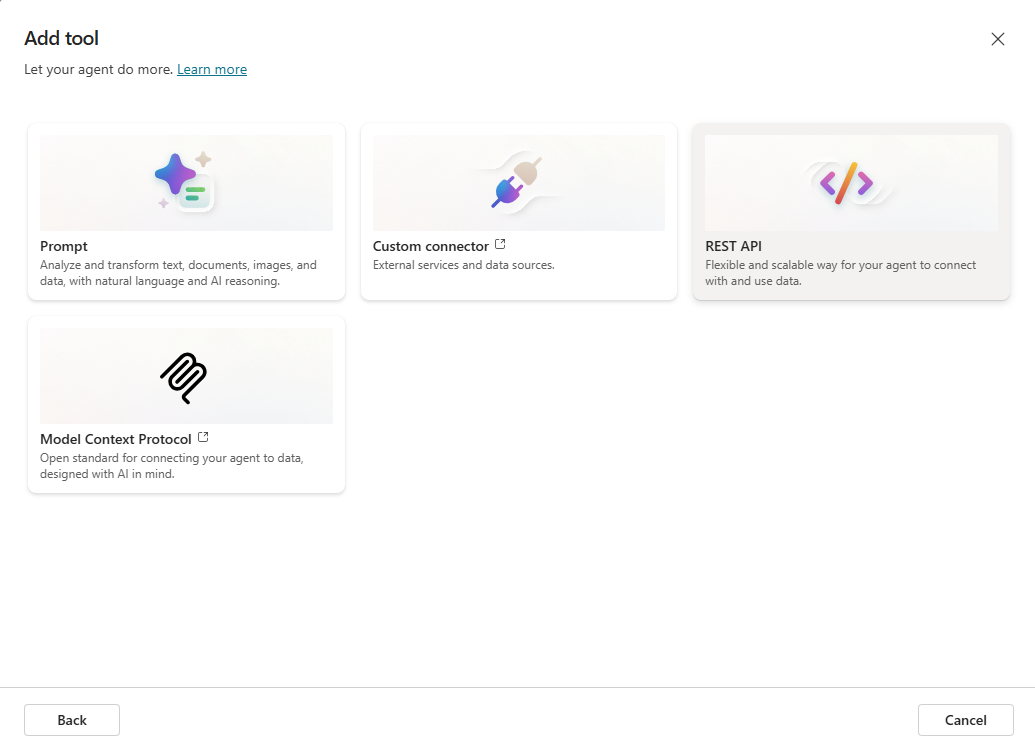 Add tool
Let your agent do more. Learn more
Prompt
Analyze and transform text, documents, images, and
data, with natural language and AI reasoning.
Custom connector
External services and data sources.
REST API
Flexible and scalable way for your agent to connect
with and use data.
Model Context Protocol
Open standard for connecting your agent to data,
designed with AI in mind.
Back
Cancel